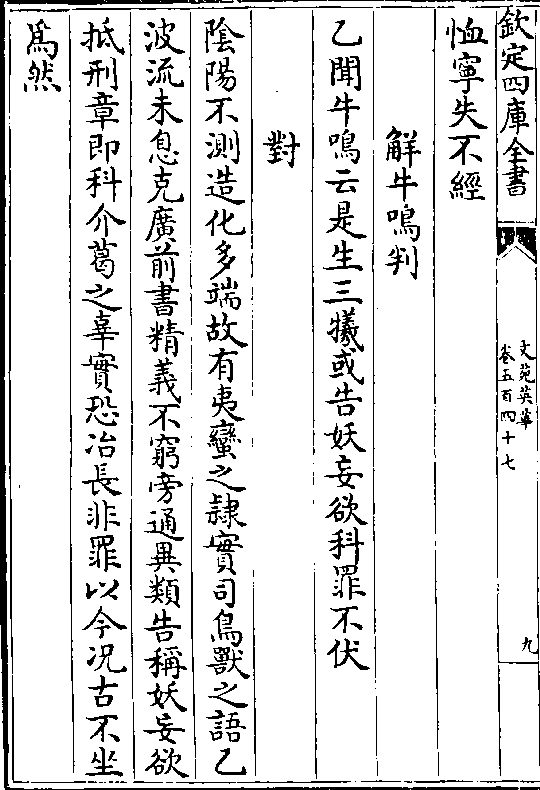 欽定四庫全書
文苑英華
卷五百四十七
九
恤寧失不經
解牛鳴判
乙聞牛鳴云是生三犧或告妖妄欲科罪不伏
對
陰陽不測造化多端故有夷蠻之隷實司鳥獸之語乙
波流未息克廣前書精義不窮旁通異類告稱妖妄欲
抵刑章即科介葛之辜實恐冶長非罪以今况古不坐
爲然